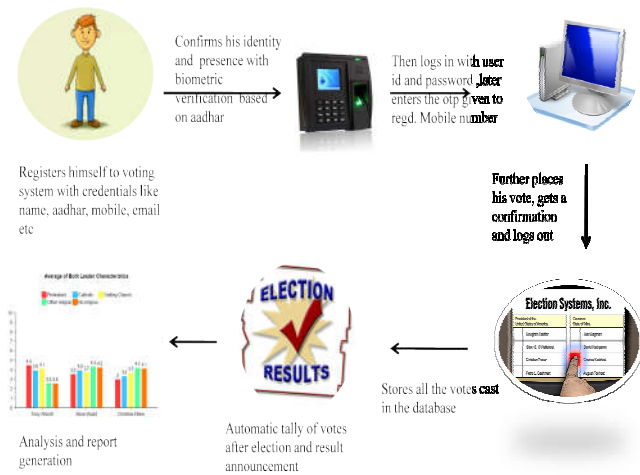 Confirms his identity
and presence with
biometric
verification based
on aadhar
Then logs in with user
id and password ,later
enters the otp given to
regd. Mobile number
Registers himself to voting
system with credentials like
name, aadhar, mobile, email
etc
Further places
his vote, gets a
confirmation
and logs out
Election Systems, Inc.
United States of America
Stores all the votes cast
in the database
ELECTION
RESULTS
Automatic tally of votes
after election and result
announcement
Average of Both Leader Characteristics
Analysis and report
generation